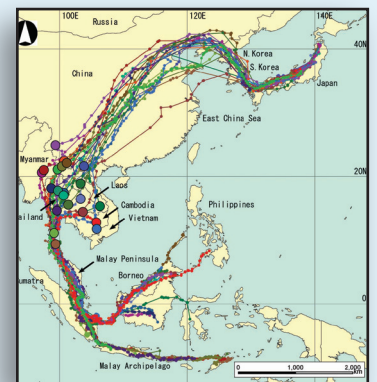 100E
120E
140E
Russia
40N
N.Korea
S.Korea
China
Japan
East China Sea
Myanmar
20N
Laos
Cambodia
ailand
Vietnam
Philippines
Malay Peninsula
umatra
Borneo
0
Malay Archipelago
0 1,000 2,000
km